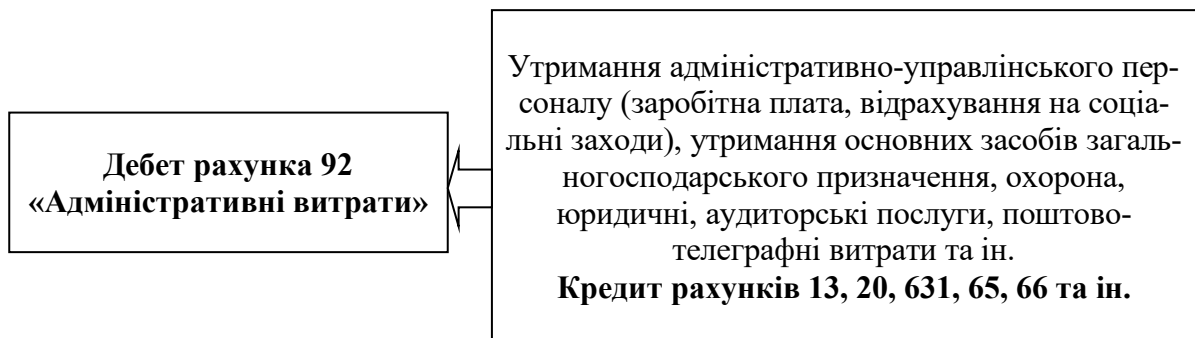 Дебет рахунка 92
«Адміністративні витрати»
Утримання адміністративно-управлінського пер-
соналу (заробітна плата, відрахування на соціа-
льні заходи), утримання основних засобів загаль-
ногосподарського призначення, охорона,
юридичні, аудиторські послуги, поштово-
телеграфні витрати та ін.
Кредит рахунків 13, 20, 631, 65, 66 та ін.